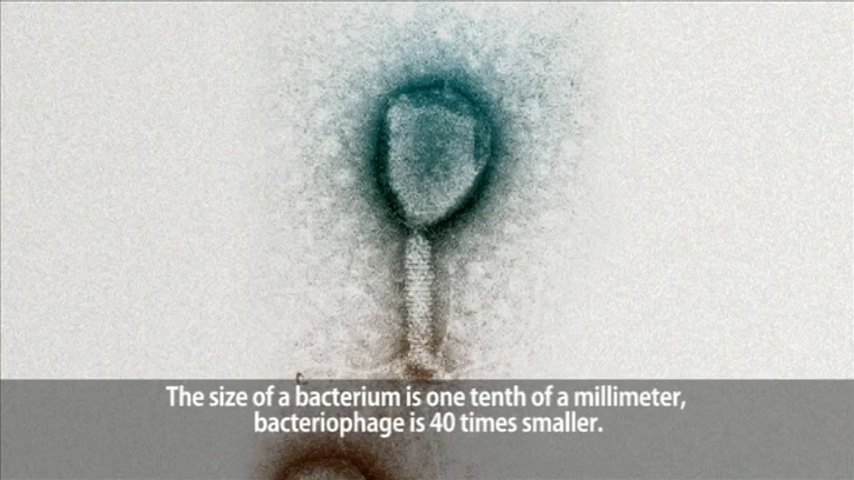 The size of a bacterium is one tenth of a millimeter,
bacteriophage is 40 times smaller.